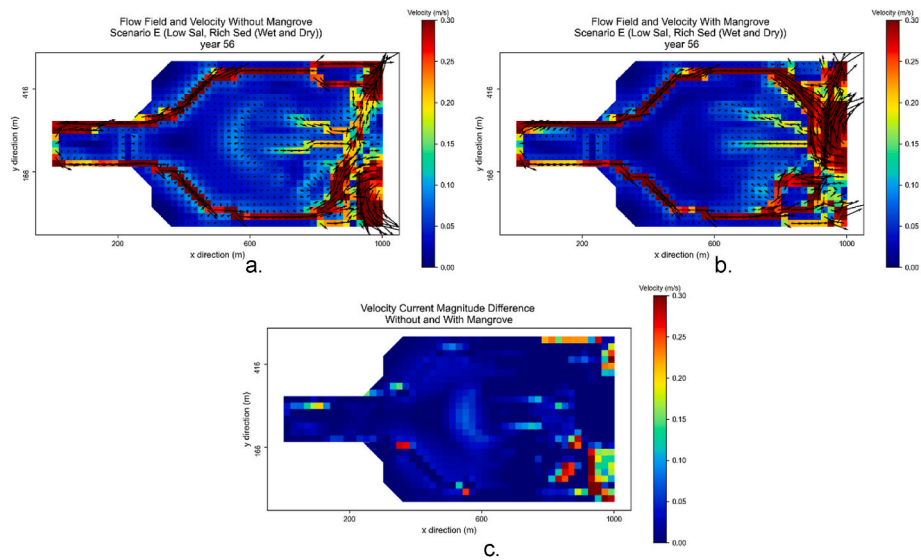 Flow Field and Velocity Without Mangrove
Scenario E (Low Sal, Rich Sed (Wet and Dry))
year 56
Velocity (m/s)
0.30
0.25
0.20
0.15
0.10
0.05
0.00
y direction (m)
416
166
200
600
1000
x direction (m)
a.
Flow Field and Velocity With Mangrove
Scenario E (Low Sal, Rich Sed (Wet and Dry))
year 56
Velocity (m/s)
0.30
0.25
0.20
0.15
0.10
0.05
0.00
y direction (m)
416
166
200
600
1000
x direction (m)
b.
Velocity Current Magnitude Difference
Without and With Mangrove
Velocity (m/s)
0.30
0.25
0.20
0.15
0.10
0.05
0.00
y direction (m)
416
166
200
600
1000
x direction (m)
c.